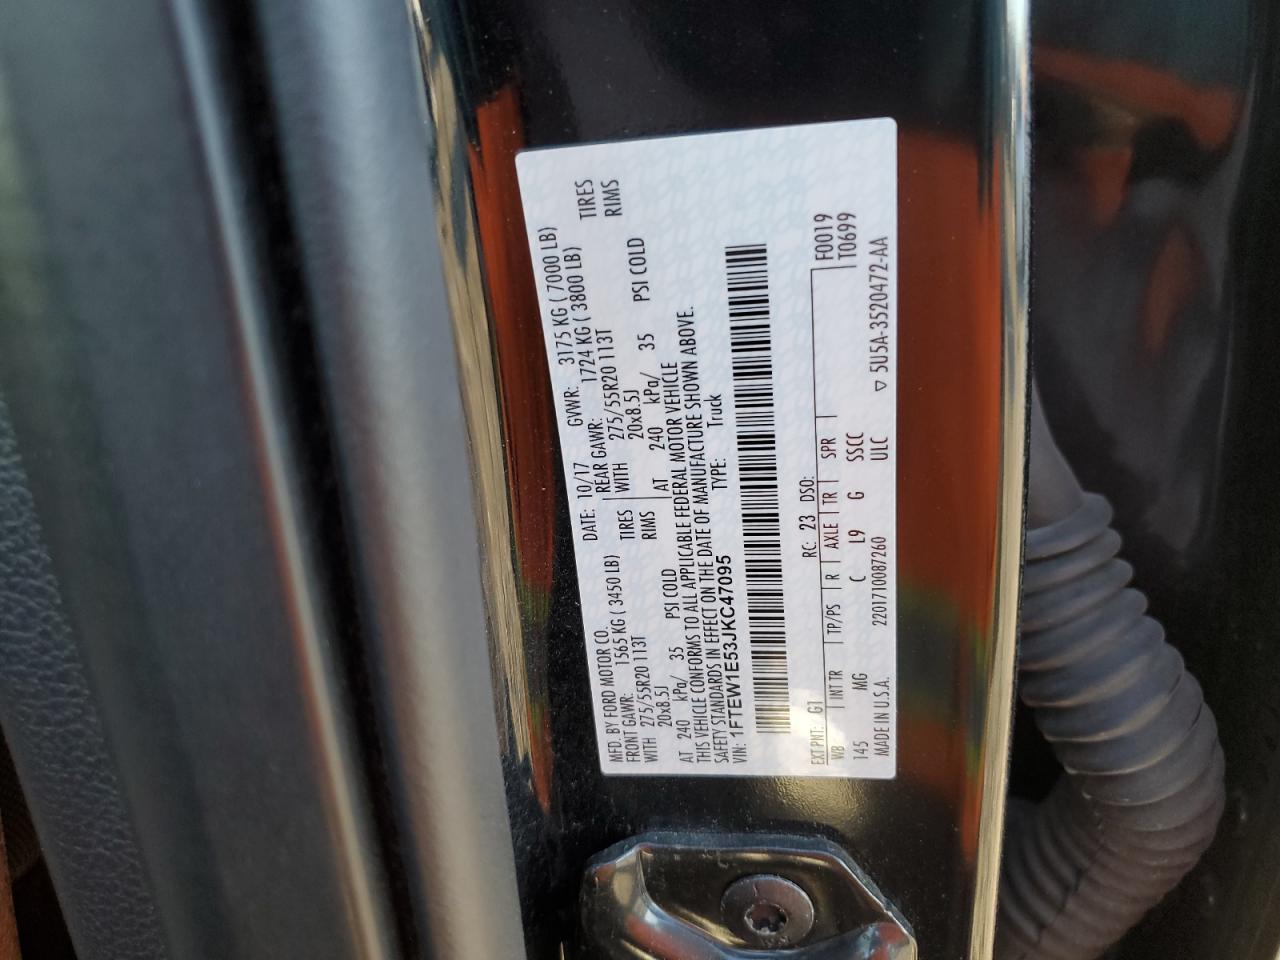 MFD. BY FORD MOTOR CO.
DATE: 10/17 GVWR: 3175 KG ( 7000 LB)
FRONT GAWR: 1565 KG ( 3450 LB) REAR GAWR: 1724 KG ( 3800 LB)
WITH 275/55R20 113T TIRES WITH 275/55R20 113T TIRES
20x8.5J RIMS 20x8.5J RIMS
AT 240 kPa/ 35 PSI COLD AT 240 kPa/ 35 PSI COLD
THIS VEHICLE CONFORMS TO ALL APPLICABLE FEDERAL MOTOR VEHICLE
SAFETY STANDARDS IN EFFECT ON THE DATE OF MANUFACTURE SHOWN ABOVE.
VIN: 1FTEW1E53JKC47095 TYPE: Truck
EXT PNT: G1 RC: 23 DSO: F0019
WB INT TR TP/PS R AXLE TR SPR T0699
145 MG C L9 G SSCC
MADE IN U.S.A. 2201710087260 ULC ▽ 5U5A-3520472-AA